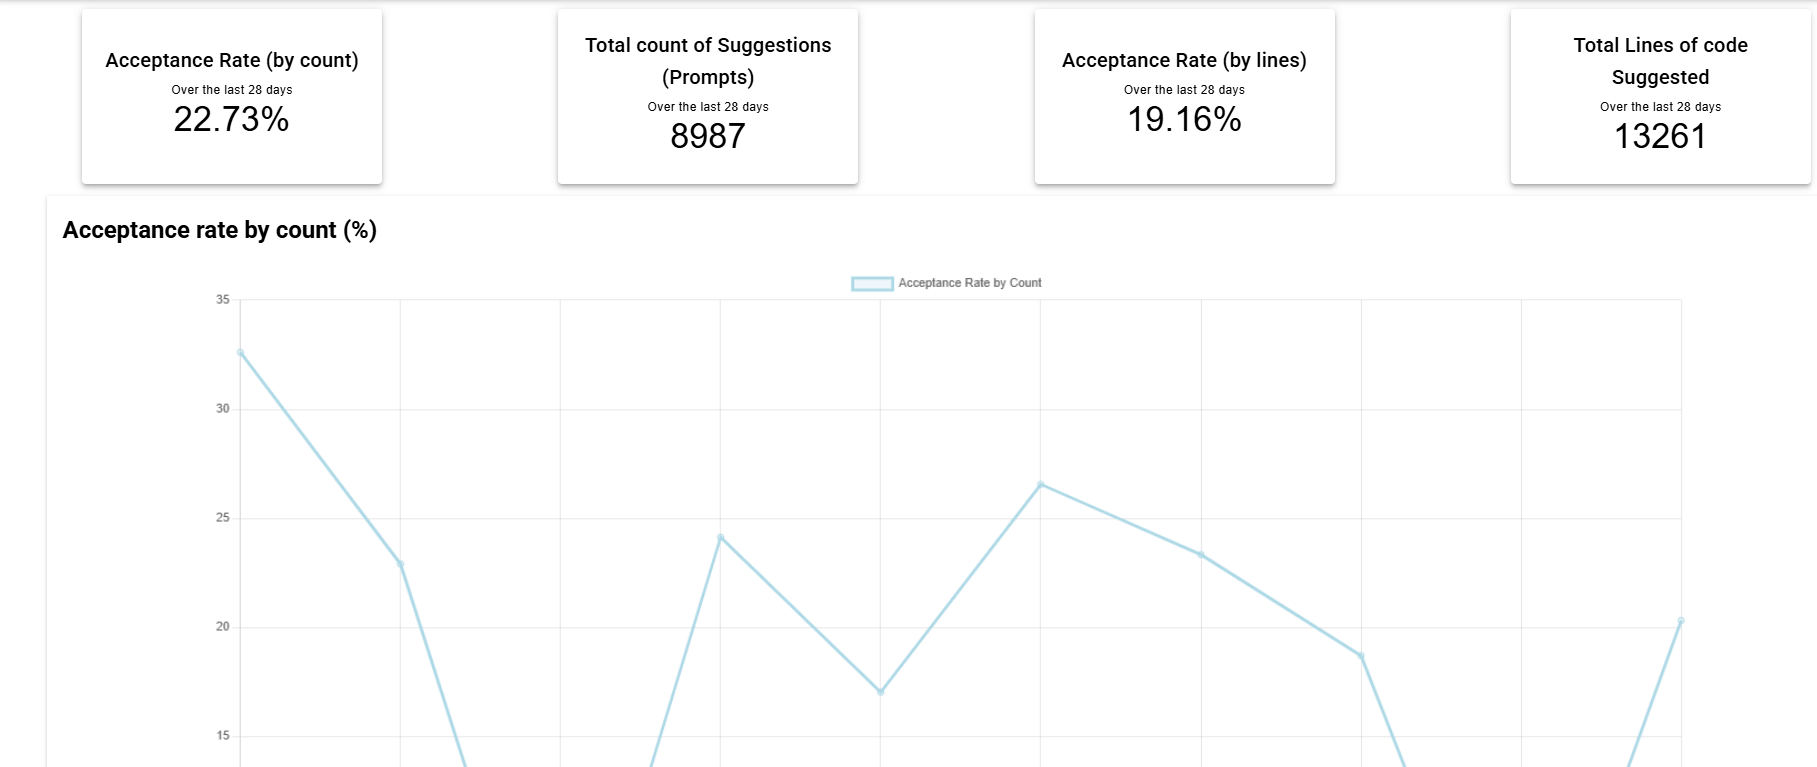 Acceptance Rate (by count)
Over the last 28 days
22.73%
Total count of Suggestions
(Prompts)
Over the last 28 days
8987
Acceptance Rate (by lines)
Over the last 28 days
19.16%
Total Lines of code
Suggested
Over the last 28 days
13261
Acceptance rate by count (%)
Acceptance Rate by Count
35
30
25
20
15